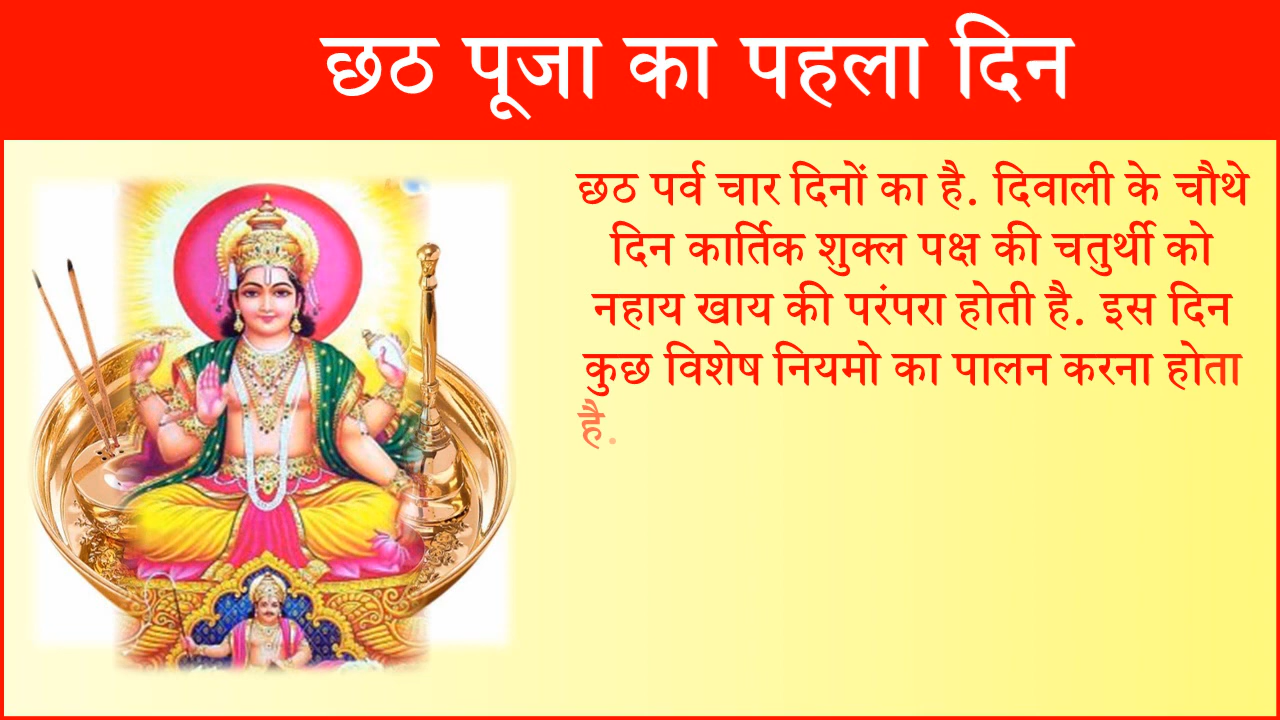 छठ पूजा का पहला दिन
छठ पर्व चार दिनों का है. दिवाली के चौथे
दिन कार्तिक शुक्ल पक्ष की चतुर्थी को
नहाय खाय की परंपरा होती है. इस दिन
कुछ विशेष नियमो का पालन करना होता
है.